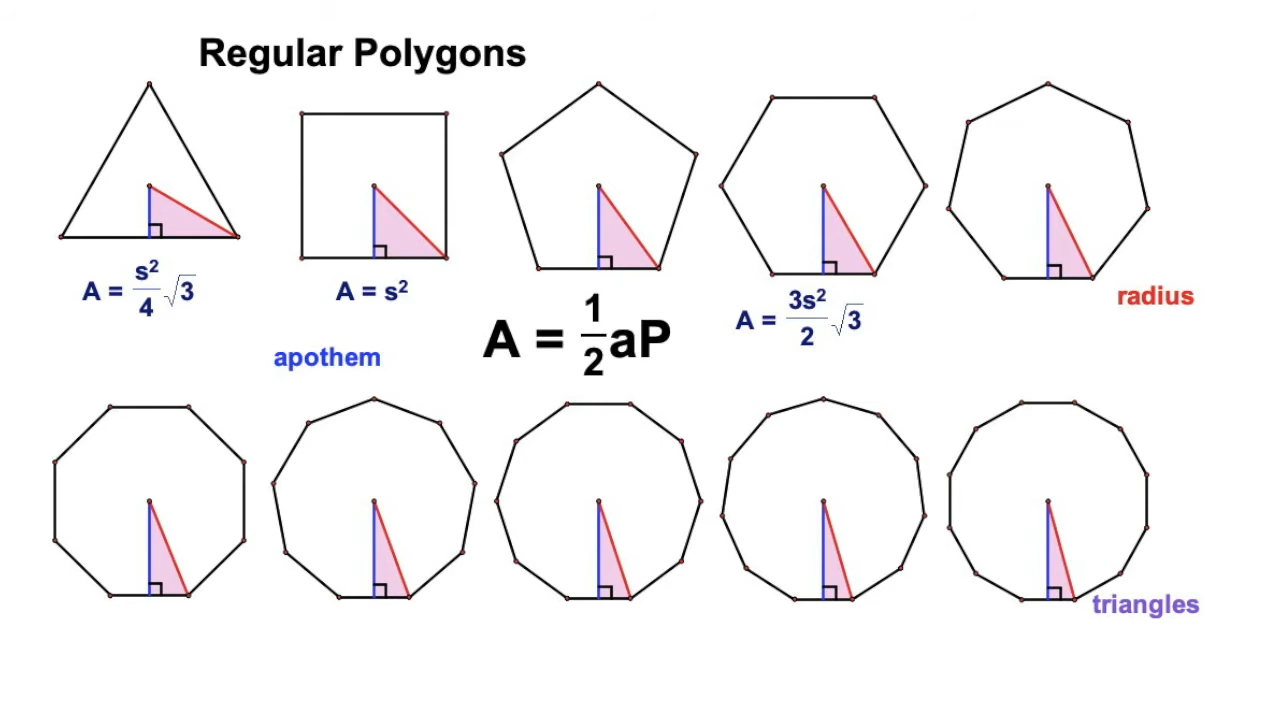 Regular Polygons
A = s²/4 √3
A = s²
A = 1/2 aP
A = 3s²/2 √3
radius
apothem
triangles